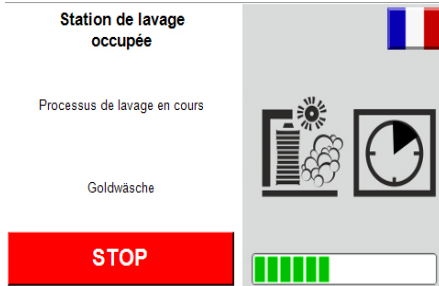 Station de lavage
occupée
Processus de lavage en cours
Goldwäsche
STOP